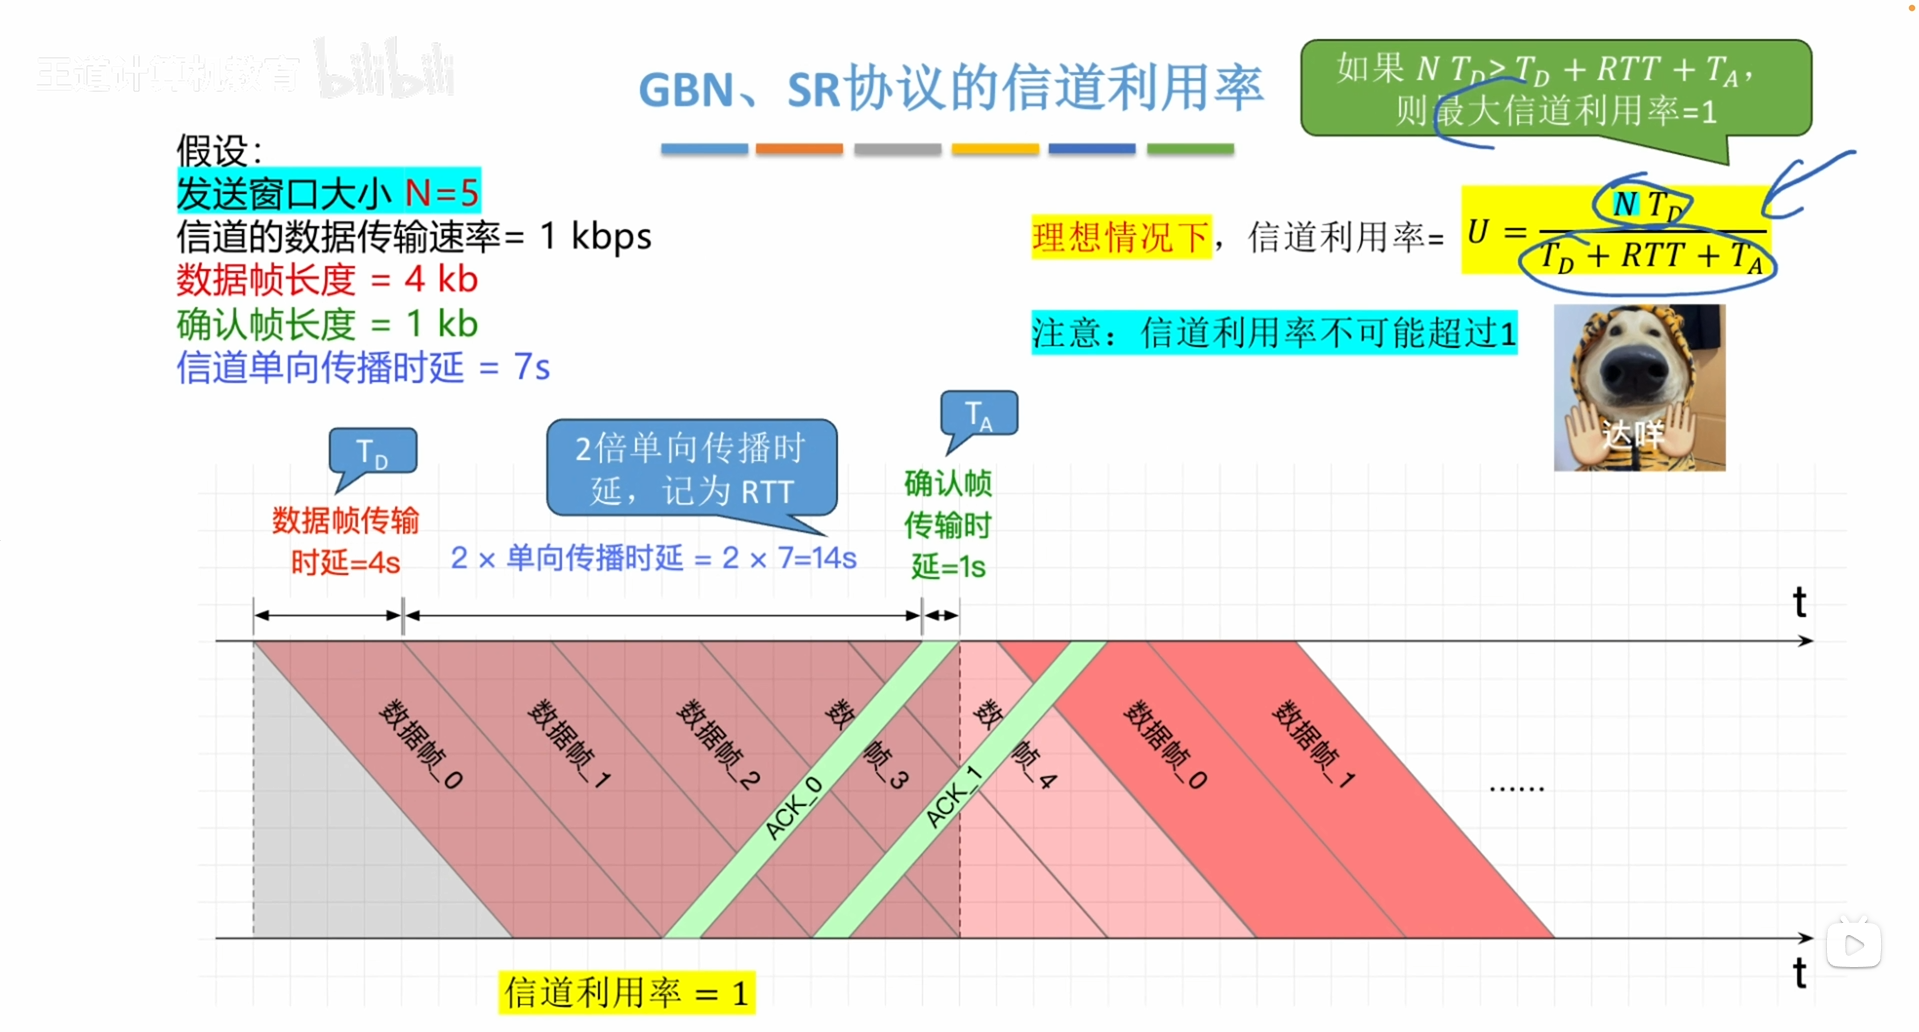 王道计算机教育 bilibili
GBN、SR协议的信道利用率
如果 N T_D> T_D + RTT + T_A，
则最大信道利用率=1
假设：
发送窗口大小 N=5
信道的数据传输速率= 1 kbps
数据帧长度 = 4 kb
确认帧长度 = 1 kb
信道单向传播时延 = 7s
理想情况下，信道利用率=
U = N T_D / T_D + RTT + T_A
注意：信道利用率不可能超过1
达咩
T_D
数据帧传输
时延=4s
2倍单向传播时
延，记为 RTT
2 × 单向传播时延 = 2 × 7=14s
T_A
确认帧
传输时
延=1s
t
数据帧_0
数据帧_1
数据帧_2
数据帧_3
数据帧_4
数据帧_0
数据帧_1
ACK_0
ACK_1
......
t
信道利用率 = 1